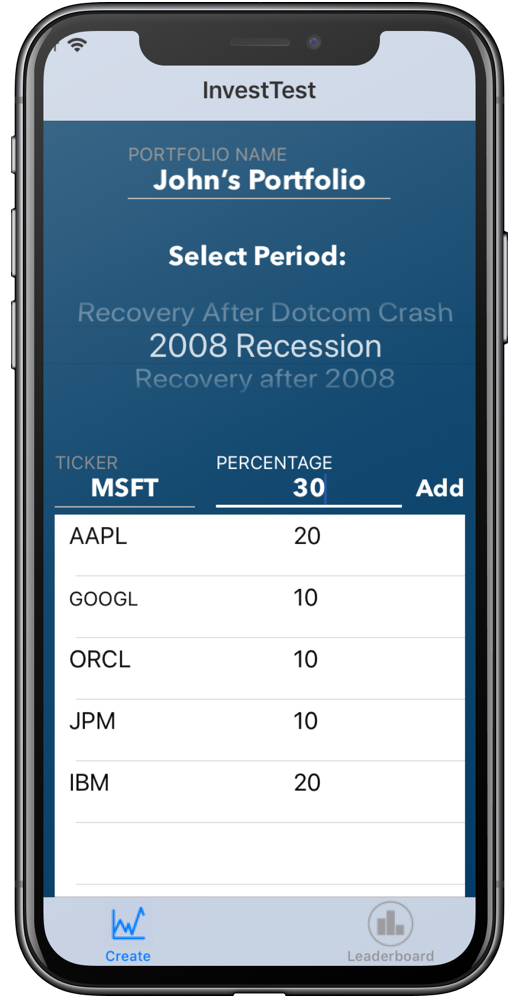 InvestTest
PORTFOLIO NAME
John's Portfolio
Select Period:
Recovery After Dotcom Crash
2008 Recession
Recovery after 2008
TICKER PERCENTAGE
MSFT 30 Add
AAPL 20
GOOGL 10
ORCL 10
JPM 10
IBM 20
Create Leaderboard